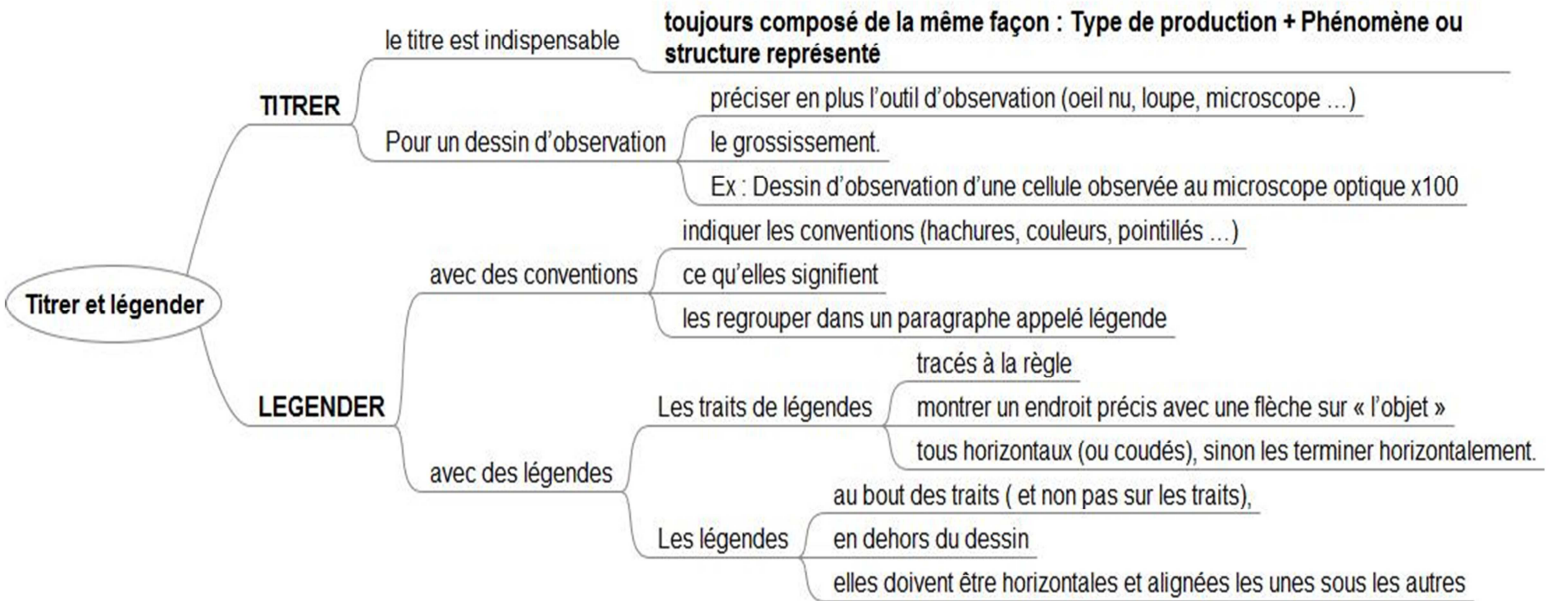 Titrer et légender
TITRER
le titre est indispensable
toujours composé de la même façon : Type de production + Phénomène ou
structure représenté
Pour un dessin d’observation
préciser en plus l’outil d’observation (oeil nu, loupe, microscope …)
le grossissement.
Ex : Dessin d’observation d’une cellule observée au microscope optique x100
LEGENDER
avec des conventions
indiquer les conventions (hachures, couleurs, pointillés …)
ce qu’elles signifient
les regrouper dans un paragraphe appelé légende
avec des légendes
Les traits de légendes
tracés à la règle
montrer un endroit précis avec une flèche sur « l’objet »
tous horizontaux (ou coudés), sinon les terminer horizontalement.
Les légendes
au bout des traits ( et non pas sur les traits),
en dehors du dessin
elles doivent être horizontales et alignées les unes sous les autres